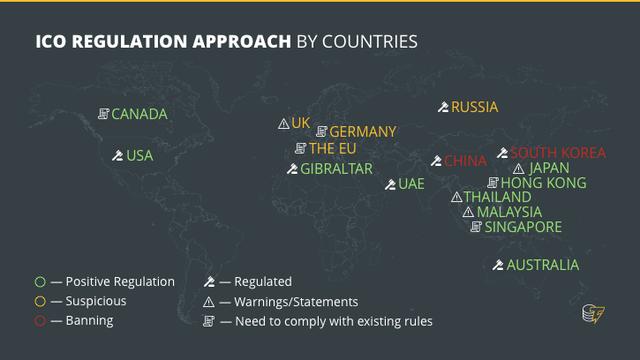 ICO REGULATION APPROACH BY COUNTRIES
RUSSIA
CANADA
UK
GERMANY
THE EU
USA
SOUTH KOREA
CHINA
GIBRALTAR
JAPAN
UAE
HONG KONG
THAILAND
MALAYSIA
SINGAPORE
AUSTRALIA
— Positive Regulation
— Regulated
— Suspicious
— Warnings/Statements
— Banning
— Need to comply with existing rules